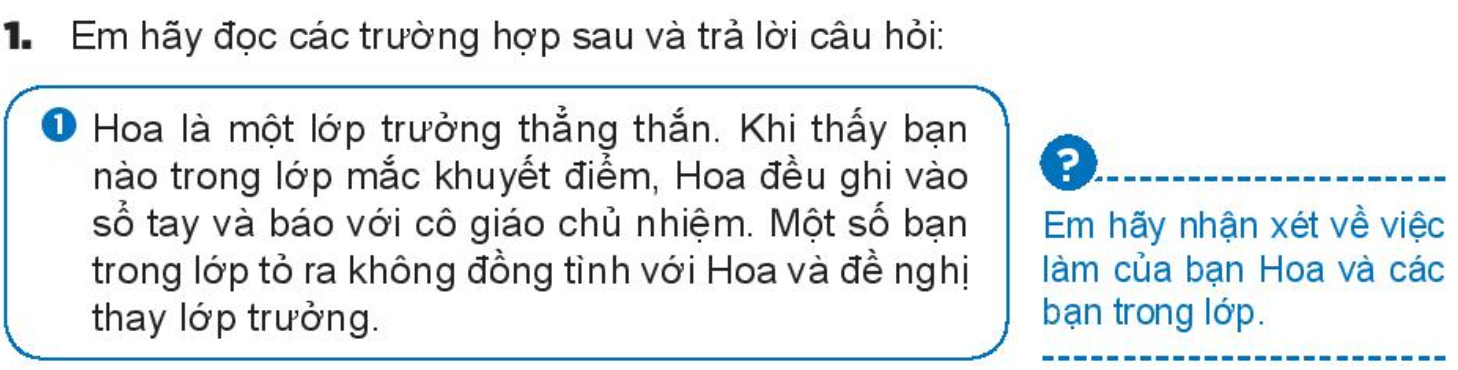 1. Em hãy đọc các trường hợp sau và trả lời câu hỏi:
1 Hoa là một lớp trưởng thẳng thắn. Khi thấy bạn
nào trong lớp mắc khuyết điểm, Hoa đều ghi vào
sổ tay và báo với cô giáo chủ nhiệm. Một số bạn
trong lớp tỏ ra không đồng tình với Hoa và đề nghị
thay lớp trưởng.
?
Em hãy nhận xét về việc
làm của bạn Hoa và các
bạn trong lớp.